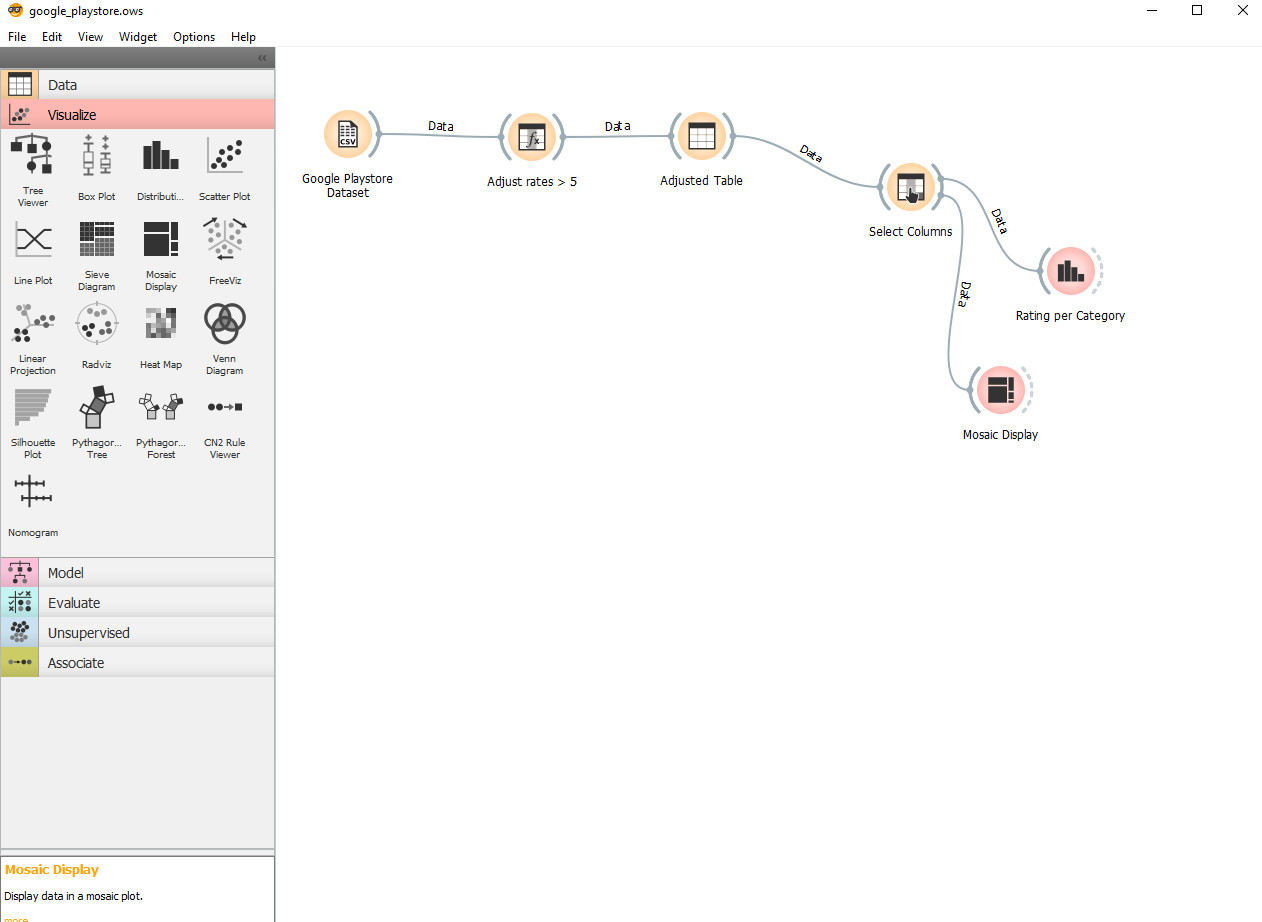 google_playstore.ows
File Edit View Widget Options Help
«
Data
Visualize
Tree
Viewer
Box Plot
Distributi...
Scatter Plot
Line Plot
Sieve
Diagram
Mosaic
Display
FreeViz
Linear
Projection
Radviz
Heat Map
Venn
Diagram
Silhouette
Plot
Pythagor...
Tree
Pythagor...
Forest
CN2 Rule
Viewer
Nomogram
Model
Evaluate
Unsupervised
Associate
Mosaic Display
Display data in a mosaic plot.
more...
CSV
Google Playstore
Dataset
Data
fx
Adjust rates > 5
Data
Adjusted Table
Data
Select Columns
Data
Rating per Category
Data
Mosaic Display